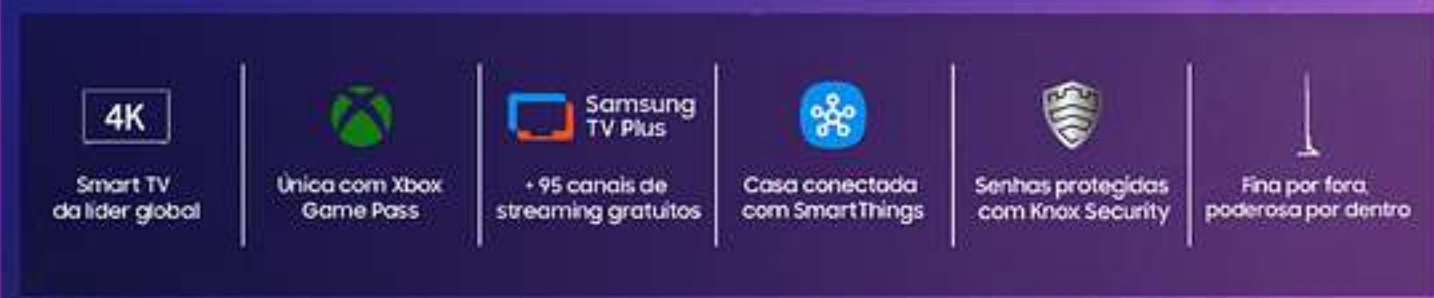 4K
Smart TV
da líder global
Única com Xbox
Game Pass
Samsung
TV Plus
+ 95 canais de
streaming gratuitos
Casa conectada
com SmartThings
Senhas protegidas
com Knox Security
Fina por fora,
poderosa por dentro